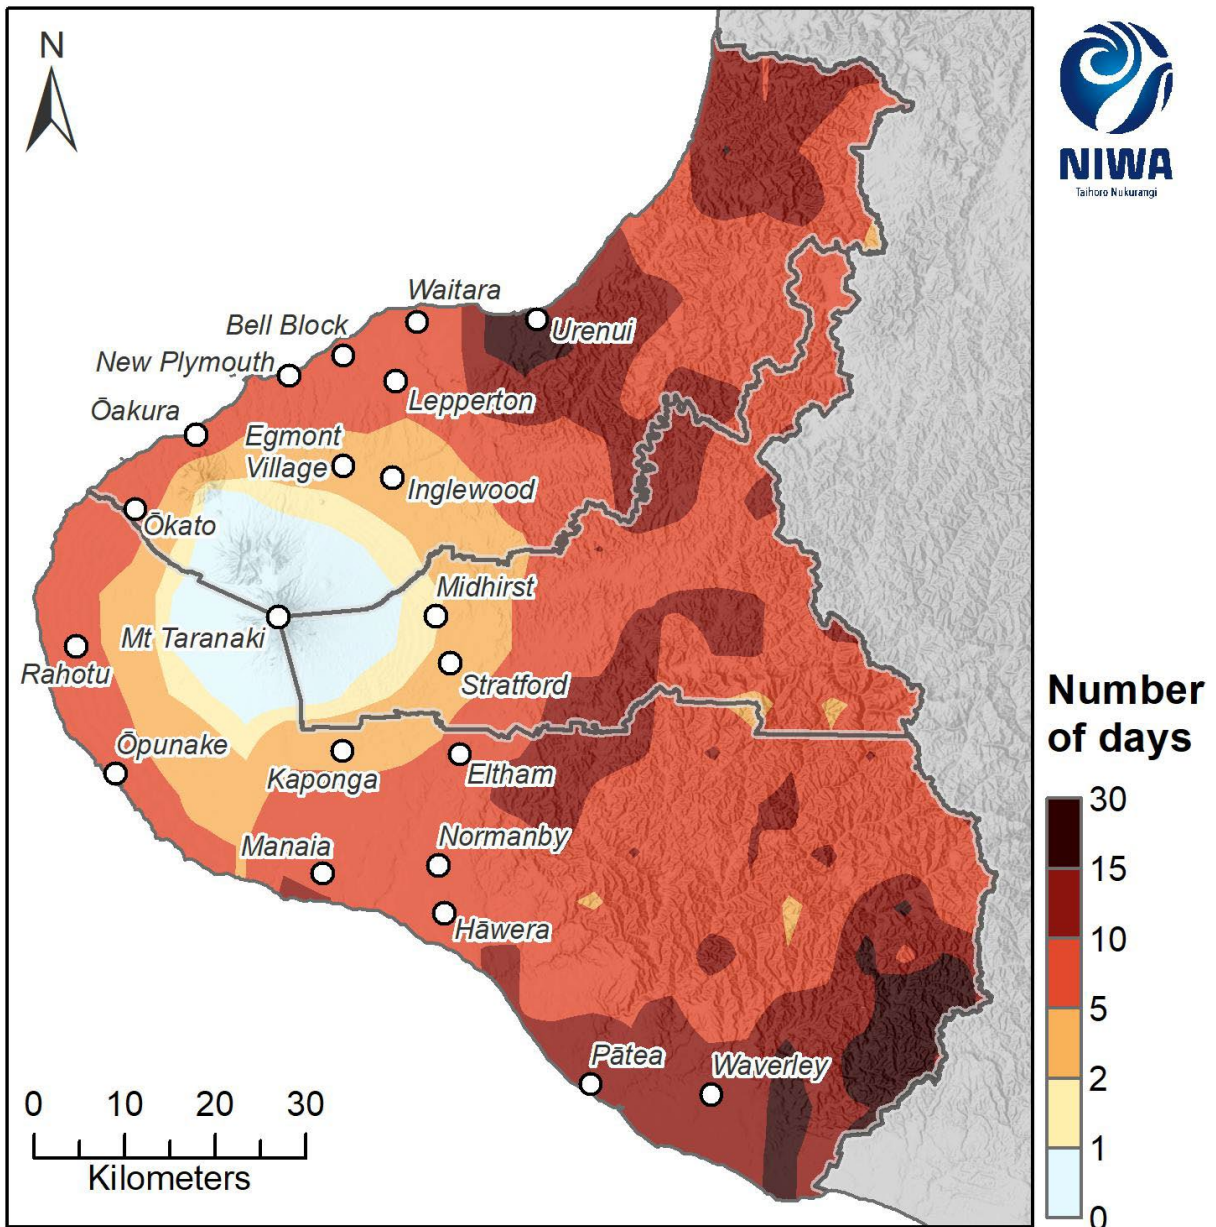 N
NIWA
Taihoro Nukurangi
Waitara
Bell Block
Urenui
New Plymouth
Lepperton
Ōakura
Egmont
Village
Inglewood
Ōkato
Midhirst
Mt Taranaki
Rahotu
Stratford
Ōpunake
Kaponga
Eltham
Manaia
Normanby
Hāwera
Pātea
Waverley
0 10 20 30
Kilometers
Number
of days
30
15
10
5
2
1
0